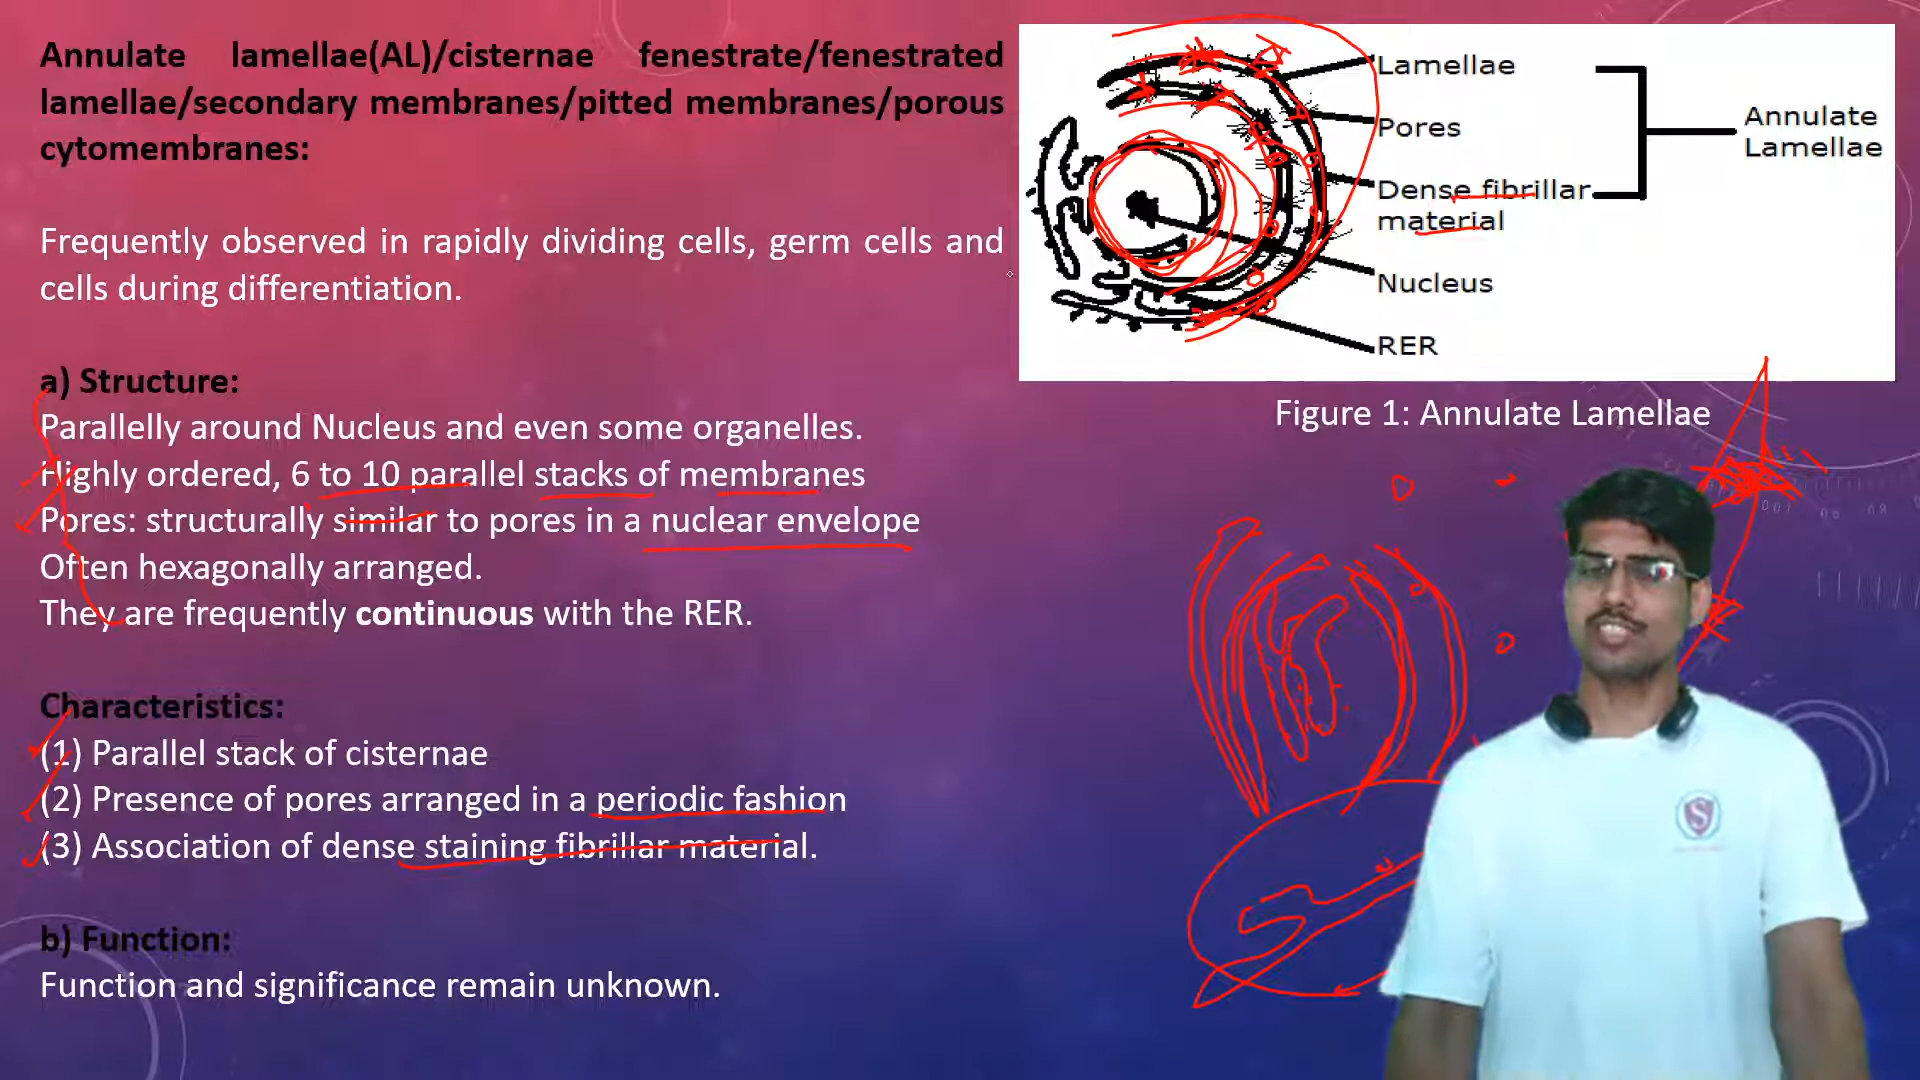 Annulate lamellae(AL)/cisternae fenestrate/fenestrated
lamellae/secondary membranes/pitted membranes/porous
cytomembranes:
Frequently observed in rapidly dividing cells, germ cells and
cells during differentiation.
a) Structure:
Parallelly around Nucleus and even some organelles.
Highly ordered, 6 to 10 parallel stacks of membranes
Pores: structurally similar to pores in a nuclear envelope
Often hexagonally arranged.
They are frequently continuous with the RER.
Characteristics:
(1) Parallel stack of cisternae
(2) Presence of pores arranged in a periodic fashion
(3) Association of dense staining fibrillar material.
b) Function:
Function and significance remain unknown.
Lamellae
Pores
Dense fibrillar
material
Nucleus
RER
Annulate
Lamellae
Figure 1: Annulate Lamellae
S